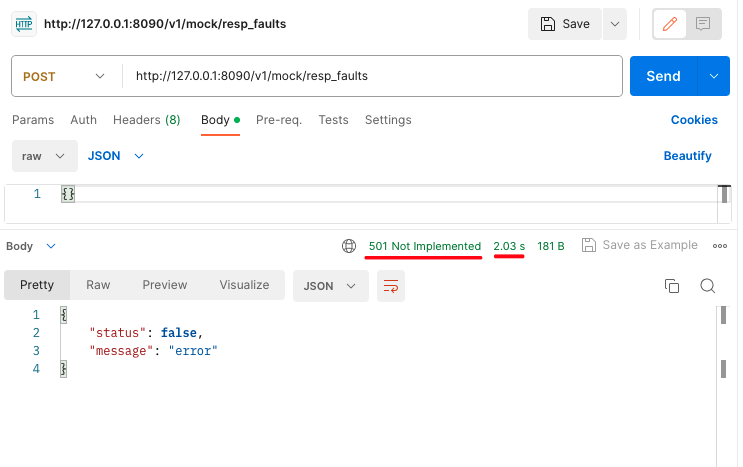 HTTP http://127.0.0.1:8090/v1/mock/resp_faults Save
POST http://127.0.0.1:8090/v1/mock/resp_faults Send
Params Auth Headers (8) Body Pre-req. Tests Settings Cookies
raw JSON Beautify
1 {}
Body 501 Not Implemented 2.03 s 181 B Save as Example
Pretty Raw Preview Visualize JSON
1 {
2 "status": false,
3 "message": "error"
4 }